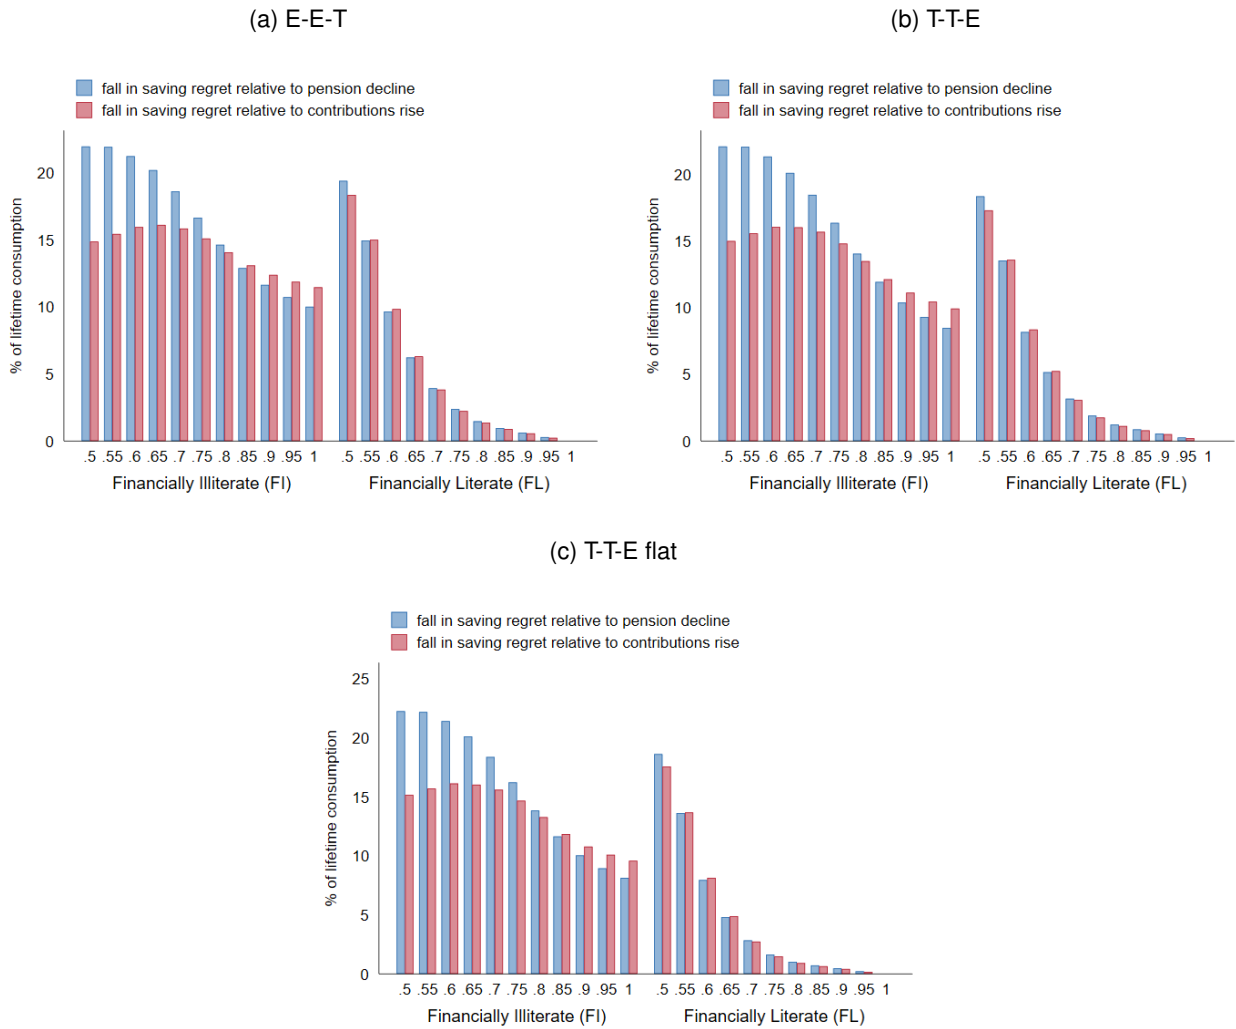 (a) E-E-T
fall in saving regret relative to pension decline
fall in saving regret relative to contributions rise
% of lifetime consumption
20
15
10
5
0
.5 .55 .6 .65 .7 .75 .8 .85 .9 .95 1 .5 .55 .6 .65 .7 .75 .8 .85 .9 .95 1
Financially Illiterate (FI) Financially Literate (FL)
(b) T-T-E
fall in saving regret relative to pension decline
fall in saving regret relative to contributions rise
% of lifetime consumption
20
15
10
5
0
.5 .55 .6 .65 .7 .75 .8 .85 .9 .95 1 .5 .55 .6 .65 .7 .75 .8 .85 .9 .95 1
Financially Illiterate (FI) Financially Literate (FL)
(c) T-T-E flat
fall in saving regret relative to pension decline
fall in saving regret relative to contributions rise
% of lifetime consumption
25
20
15
10
5
0
.5 .55 .6 .65 .7 .75 .8 .85 .9 .95 1 .5 .55 .6 .65 .7 .75 .8 .85 .9 .95 1
Financially Illiterate (FI) Financially Literate (FL)